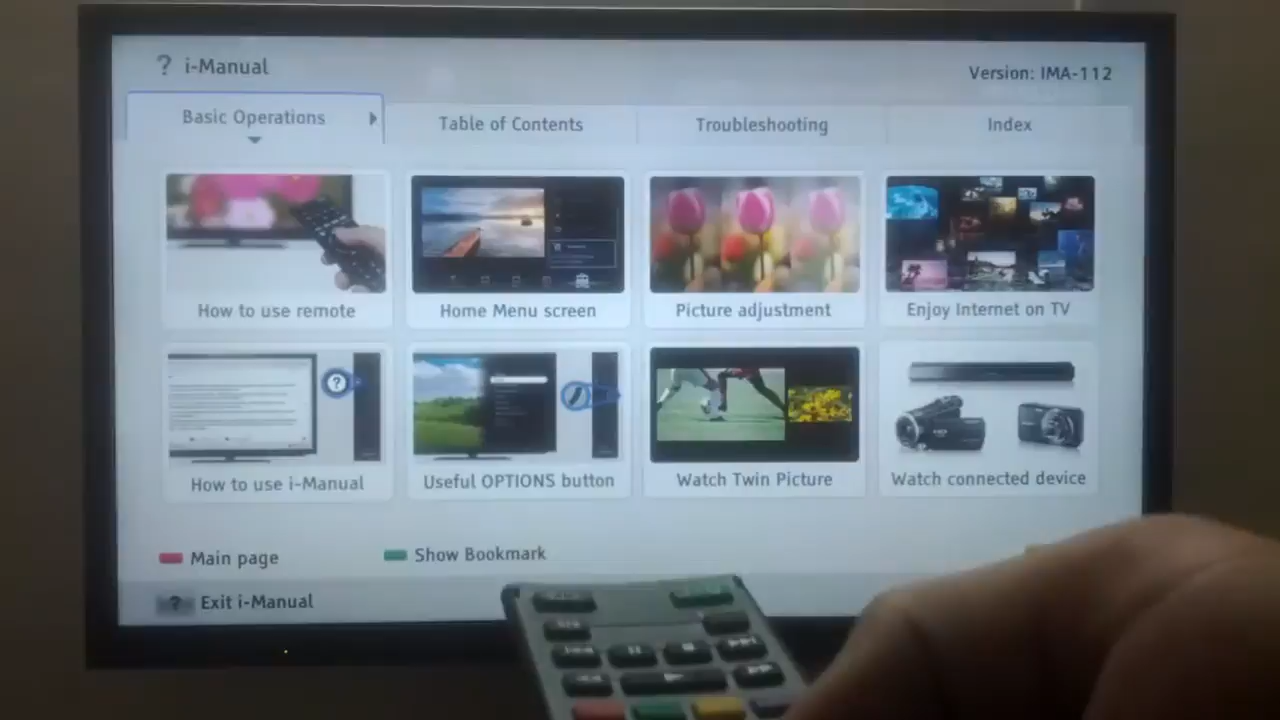 ? i-Manual
Version: IMA-112
Basic Operations
Table of Contents
Troubleshooting
Index
How to use remote
Home Menu screen
Picture adjustment
Enjoy Internet on TV
?
How to use i-Manual
Useful OPTIONS button
Watch Twin Picture
Watch connected device
Main page
Show Bookmark
? Exit i-Manual